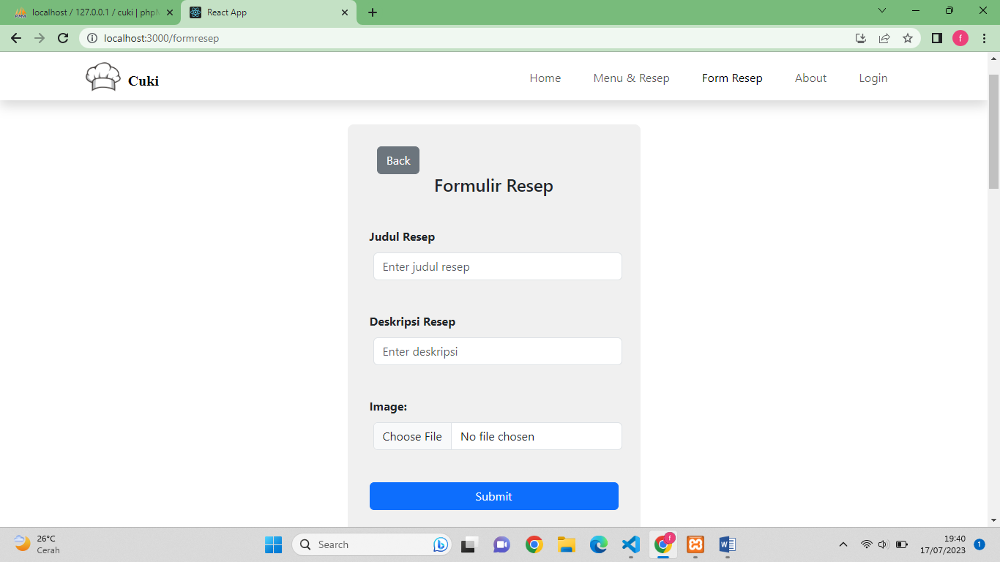 localhost / 127.0.0.1 / cuki | phpM
React App
localhost:3000/formresep
f
Cuki
Home
Menu & Resep
Form Resep
About
Login
Back
Formulir Resep
Judul Resep
Enter judul resep
Deskripsi Resep
Enter deskripsi
Image:
Choose File
No file chosen
Submit
26°C
Cerah
Search
f
19:40
17/07/2023
1